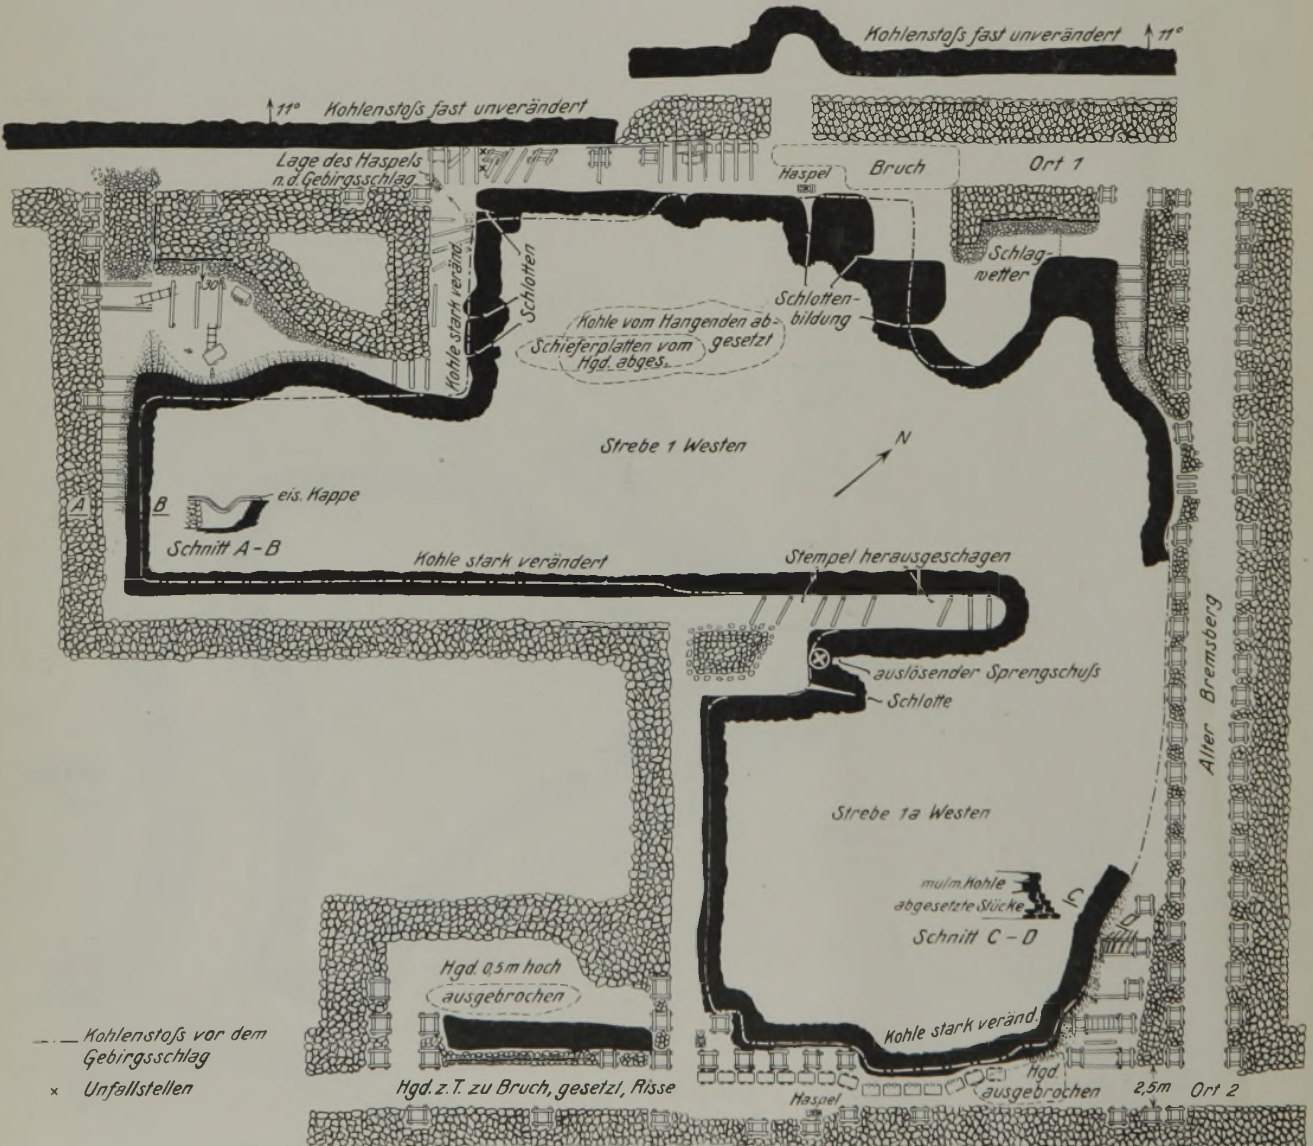 Kohlenstoß fast unverändert 11°
11° Kohlenstoß fast unverändert
Lage des Haspels
n.d. Gebirgsschlag
Haspel
Bruch
Ort 1
Schlag-
wetter
30°
Kohle stark veränd.
Schlotten
Schlotten-
bildung
Kohle vom Hangenden ab-
gesetzt
Schieferplatten vom
Hgd. abges.
Strebe 1 Westen
N
A
B
eis. Kappe
Schnitt A-B
Kohle stark verändert
Stempel herausgeschagen
auslösender Sprengschuß
Schlotte
Alter Bremsberg
Strebe 1a Westen
mulm. Kohle
abgesetzte Stücke
C
Schnitt C-D
Hgd. 0,5m hoch
ausgebrochen
Kohle stark veränd.
Kohlenstoß vor dem
Gebirgsschlag
× Unfallstellen
Hgd. z. T. zu Bruch, gesetzt, Risse
Haspel
Hgd.
ausgebrochen
2,5m
Ort 2